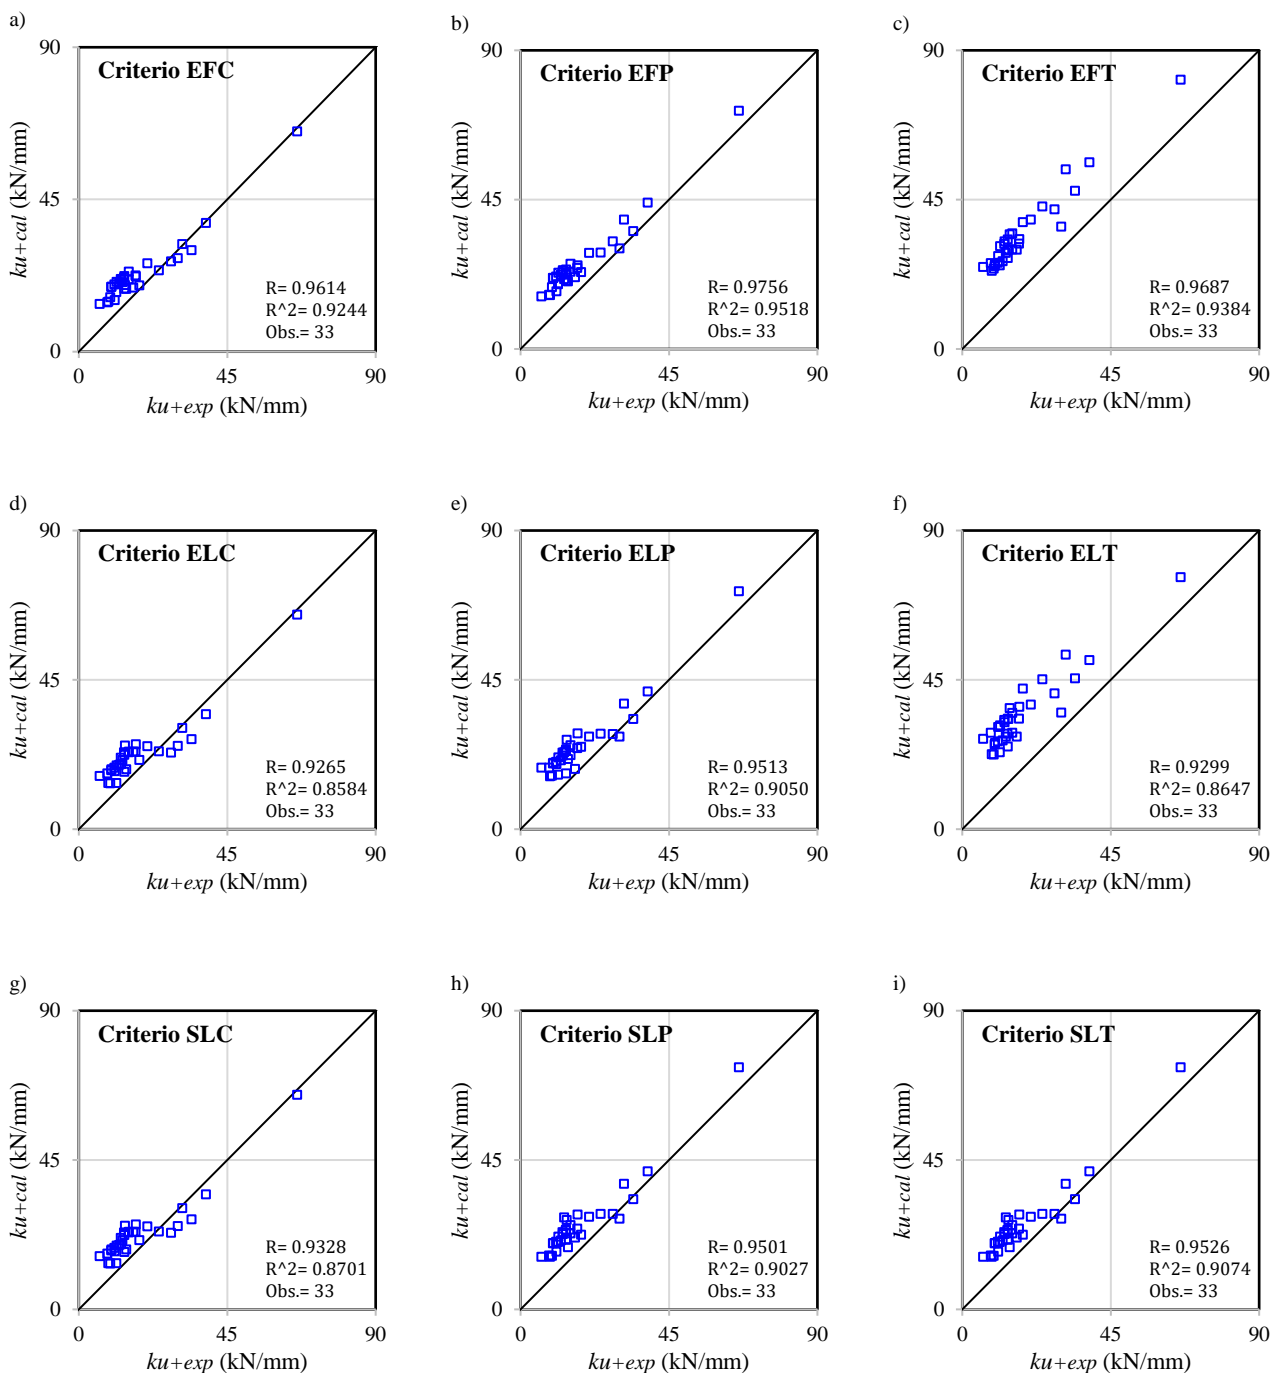 a)
90
Criterio EFC
45
0
ku+cal (kN/mm)
R= 0.9614
R^2= 0.9244
Obs.= 33
0 45 90
ku+exp (kN/mm)
b)
90
Criterio EFP
45
0
ku+cal (kN/mm)
R= 0.9756
R^2= 0.9518
Obs.= 33
0 45 90
ku+exp (kN/mm)
c)
90
Criterio EFT
45
0
ku+cal (kN/mm)
R= 0.9687
R^2= 0.9384
Obs.= 33
0 45 90
ku+exp (kN/mm)
d)
90
Criterio ELC
45
0
ku+cal (kN/mm)
R= 0.9265
R^2= 0.8584
Obs.= 33
0 45 90
ku+exp (kN/mm)
e)
90
Criterio ELP
45
0
ku+cal (kN/mm)
R= 0.9513
R^2= 0.9050
Obs.= 33
0 45 90
ku+exp (kN/mm)
f)
90
Criterio ELT
45
0
ku+cal (kN/mm)
R= 0.9299
R^2= 0.8647
Obs.= 33
0 45 90
ku+exp (kN/mm)
g)
90
Criterio SLC
45
0
ku+cal (kN/mm)
R= 0.9328
R^2= 0.8701
Obs.= 33
0 45 90
ku+exp (kN/mm)
h)
90
Criterio SLP
45
0
ku+cal (kN/mm)
R= 0.9501
R^2= 0.9027
Obs.= 33
0 45 90
ku+exp (kN/mm)
i)
90
Criterio SLT
45
0
ku+cal (kN/mm)
R= 0.9526
R^2= 0.9074
Obs.= 33
0 45 90
ku+exp (kN/mm)